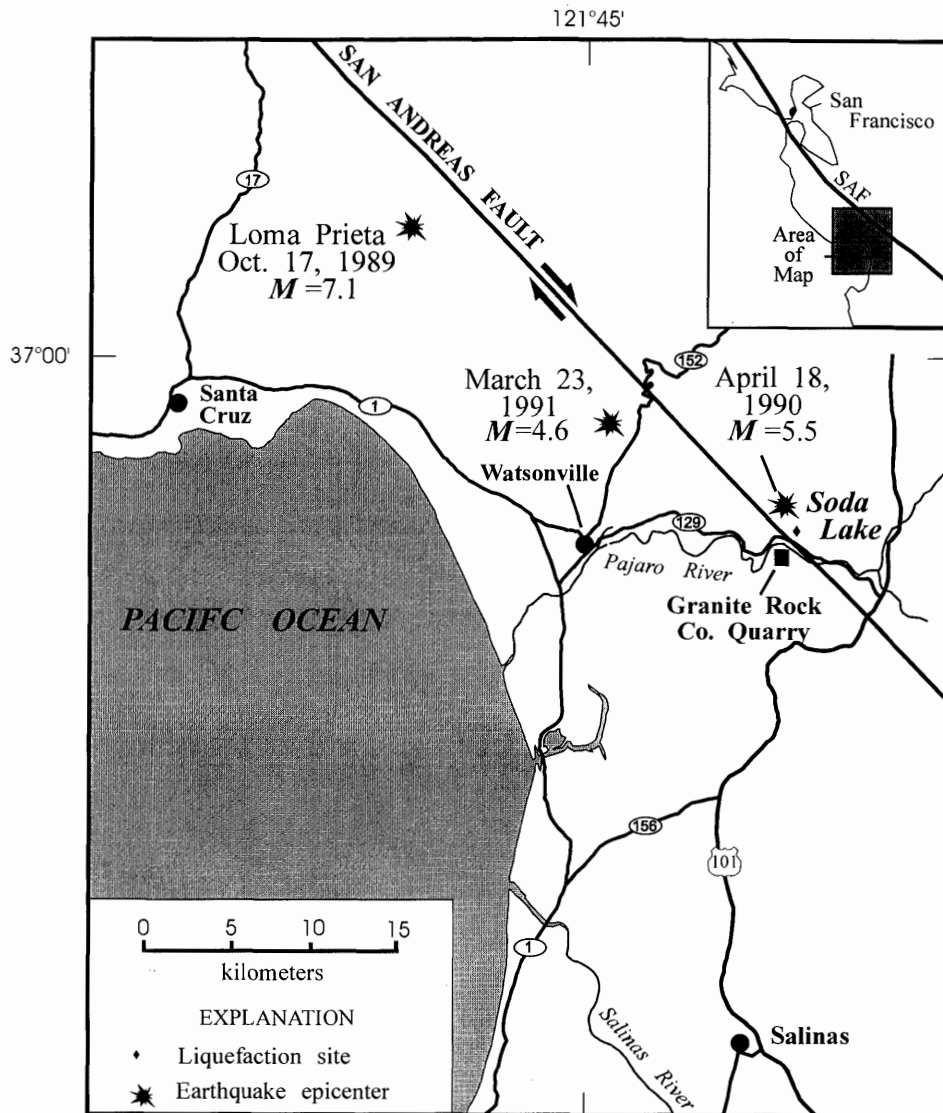 121°45'
SAN ANDREAS FAULT
San
Francisco
SAF
Area
of
Map
17
Loma Prieta
Oct. 17, 1989
M =7.1
37°00'
152
March 23,
1991
M =4.6
April 18,
1990
M =5.5
Santa
Cruz
1
Watsonville
Soda
Lake
129
Pajaro River
Granite Rock
Co. Quarry
PACIFC OCEAN
156
101
0 5 10 15
kilometers
1
EXPLANATION
Liquefaction site
Earthquake epicenter
Salinas
River
Salinas